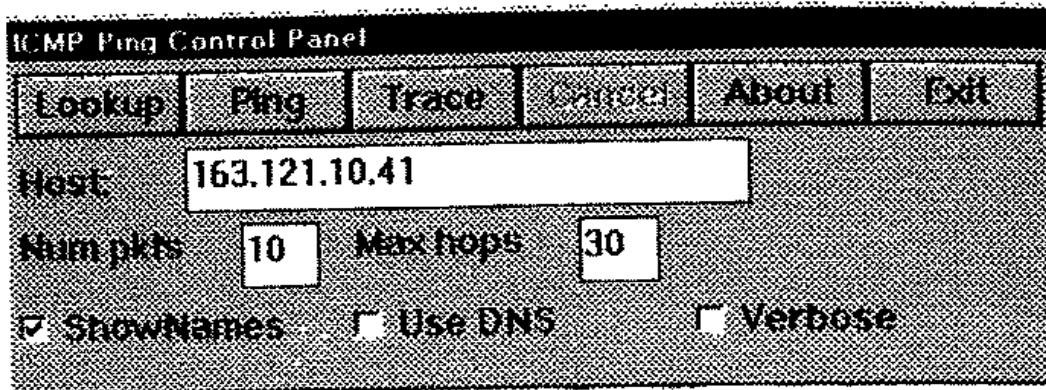 ICMP Ping Control Panel
Lookup Ping Trace Cancel About Exit
Host: 163.121.10.41
Num pkts 10 Max hops 30
ShowNames Use DNS Verbose